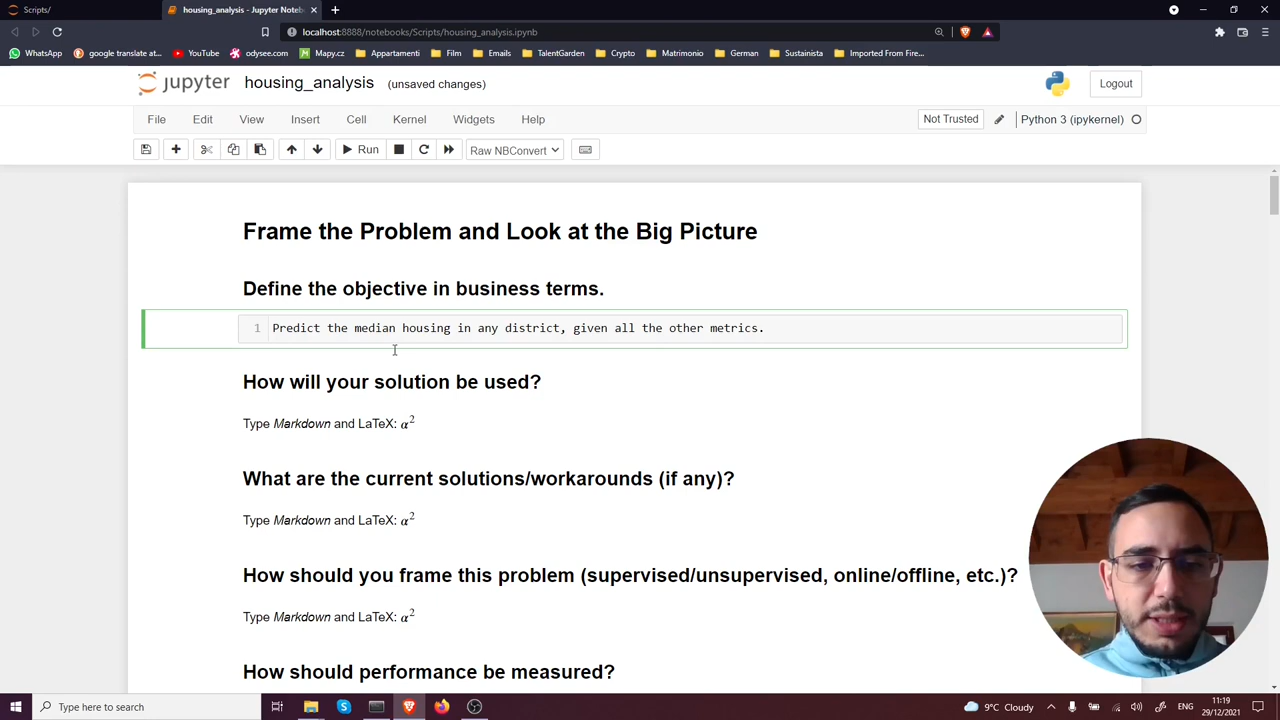 Scripts/
housing_analysis - Jupyter Noteb
localhost:8888/notebooks/Scripts/housing_analysis.ipynb
WhatsApp google translate at... YouTube odysee.com Mapy.cz Appartamenti Film Emails TalentGarden Crypto Matrimonio German Sustainista Imported From Fire...
jupyter housing_analysis (unsaved changes) Logout
File Edit View Insert Cell Kernel Widgets Help Not Trusted Python 3 (ipykernel)
Run Raw NBConvert
Frame the Problem and Look at the Big Picture
Define the objective in business terms.
1 Predict the median housing in any district, given all the other metrics.
How will your solution be used?
Type Markdown and LaTeX: α²
What are the current solutions/workarounds (if any)?
Type Markdown and LaTeX: α²
How should you frame this problem (supervised/unsupervised, online/offline, etc.)?
Type Markdown and LaTeX: α²
How should performance be measured?
Type here to search
9°C Cloudy
ENG
11:19
29/12/2021